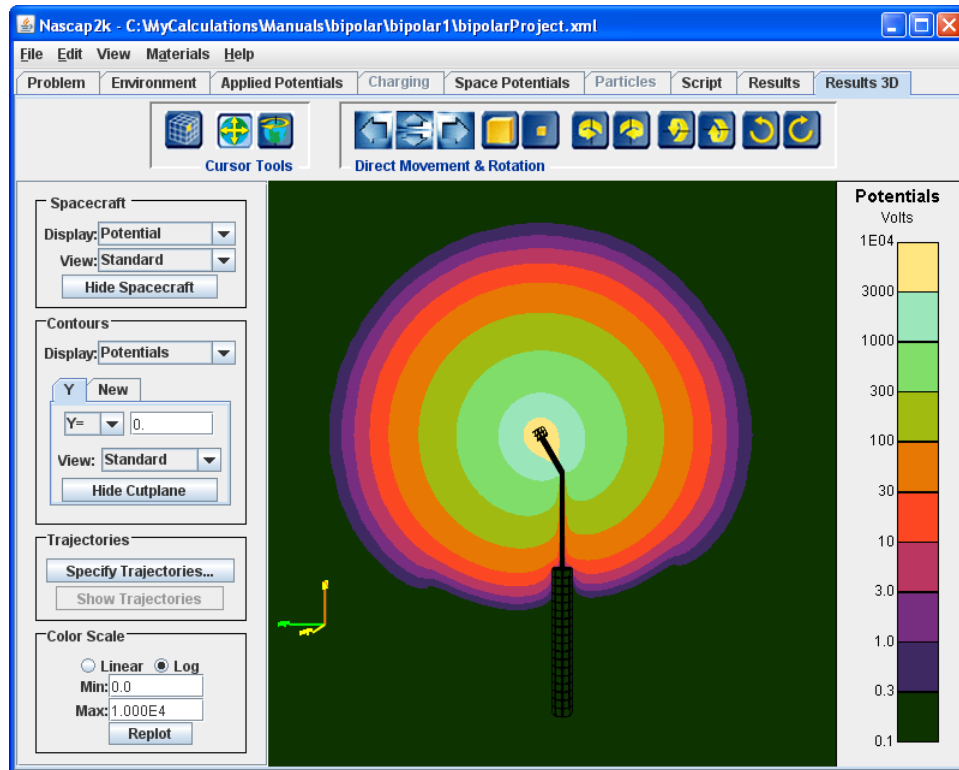 Nascap2k - C:\MyCalculations\Manuals\bipolar\bipolar1\bipolarProject.xml
File Edit View Materials Help
Problem Environment Applied Potentials Charging Space Potentials Particles Script Results Results 3D
Cursor Tools
Direct Movement & Rotation
Spacecraft
Display: Potential
View: Standard
Hide Spacecraft
Contours
Display: Potentials
Y New
Y= 0.
View: Standard
Hide Cutplane
Trajectories
Specify Trajectories...
Show Trajectories
Color Scale
Linear Log
Min: 0.0
Max: 1.000E4
Replot
Potentials
Volts
1E04
3000
1000
300
100
30
10
3.0
1.0
0.3
0.1